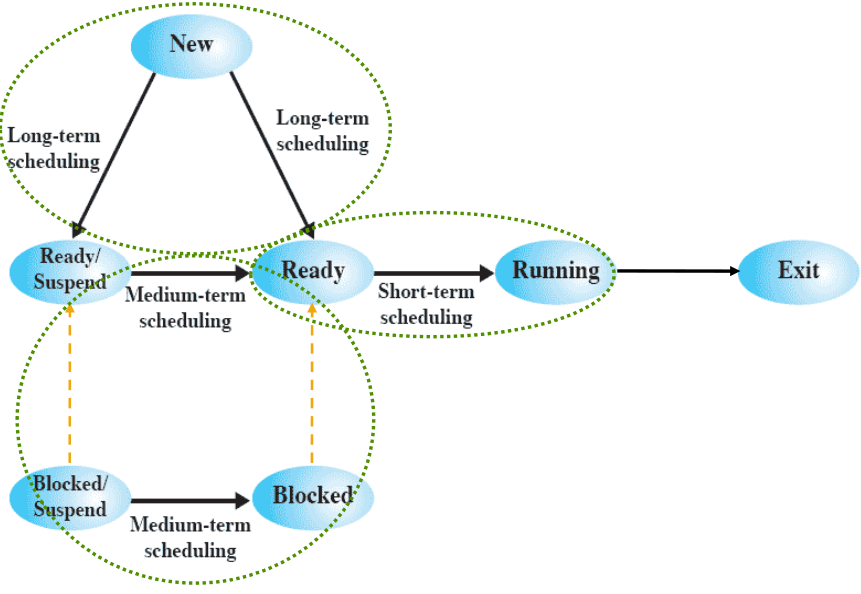 New
Long-term
scheduling
Long-term
scheduling
Ready/
Suspend
Ready
Running
Exit
Medium-term
scheduling
Short-term
scheduling
Blocked/
Suspend
Blocked
Medium-term
scheduling